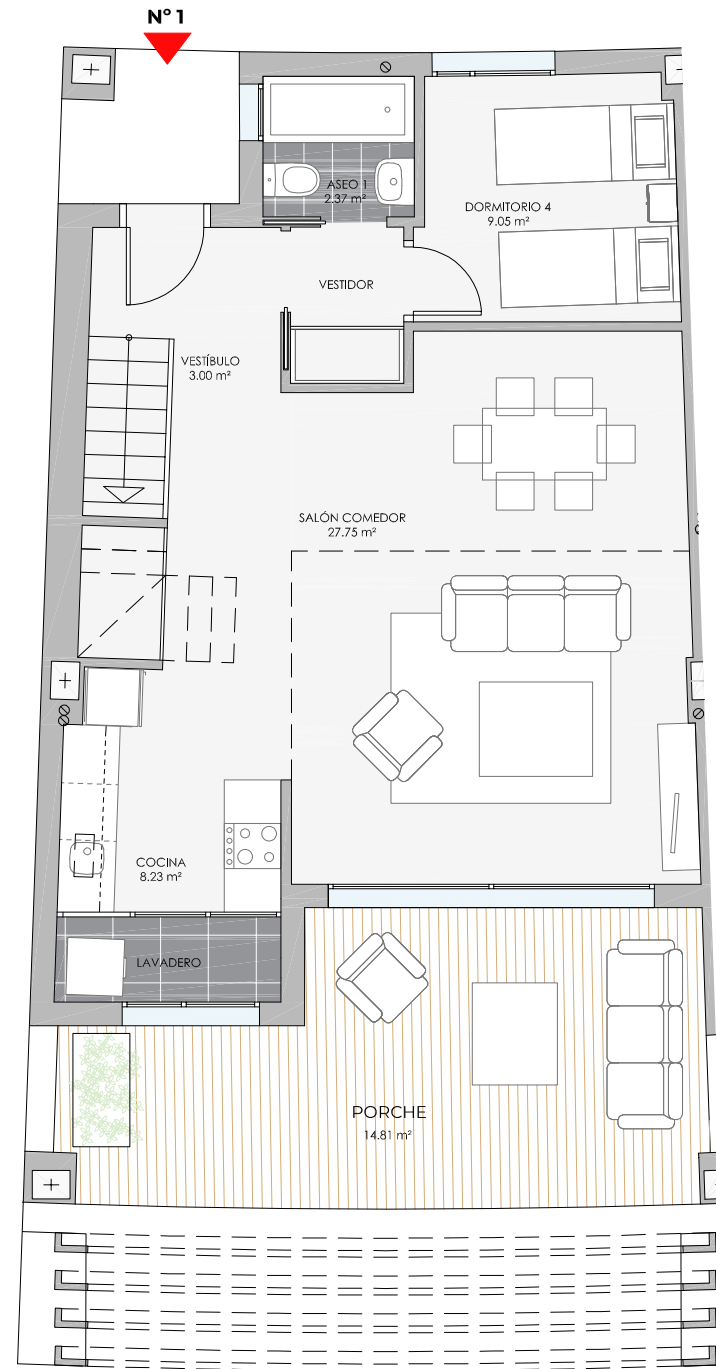 Nº 1
ASEO 1
2.37 m²
DORMITORIO 4
9.05 m²
VESTIDOR
VESTÍBULO
3.00 m²
SALÓN COMEDOR
27.75 m²
COCINA
8.23 m²
LAVADERO
PORCHE
14.81 m²